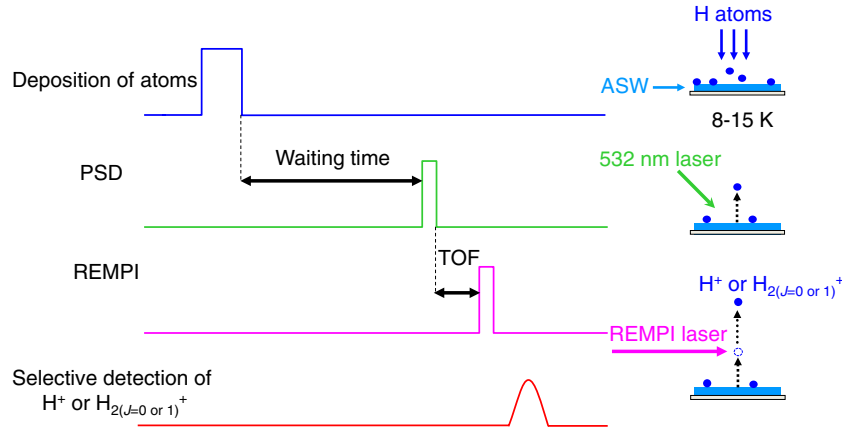 H atoms
Deposition of atoms
ASW
8-15 K
Waiting time
PSD
532 nm laser
TOF
REMPI
H⁺ or H₂₍J=0 or 1₎⁺
REMPI laser
Selective detection of
H⁺ or H₂₍J=0 or 1₎⁺